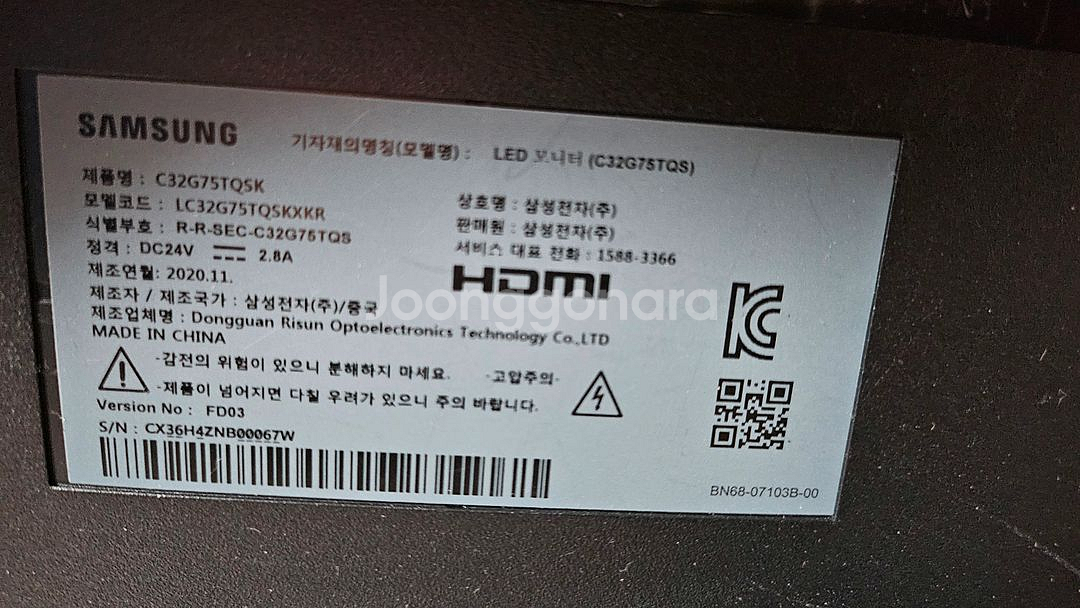 SAMSUNG
기자재의명칭(모델명) : LED 모니터 (C32G75TQS)
제품명 : C32G75TQSK
모델코드 : LC32G75TQSKXKR
식별부호 : R-R-SEC-C32G75TQS
정격 : DC24V 2.8A
제조연월: 2020.11.
제조자 / 제조국가 : 삼성전자(주)/중국
제조업체명 : Dongguan Risun Optoelectronics Technology Co.,LTD
MADE IN CHINA
상호명 : 삼성전자(주)
판매원 : 삼성전자(주)
서비스 대표 전화 : 1588-3366
HDMI
Joonggonara
-감전의 위험이 있으니 분해하지 마세요. -고압주의-
-제품이 넘어지면 다칠 우려가 있으니 주의 바랍니다.
Version No : FD03
S/N : CX36H4ZNB00067W
BN68-07103B-00